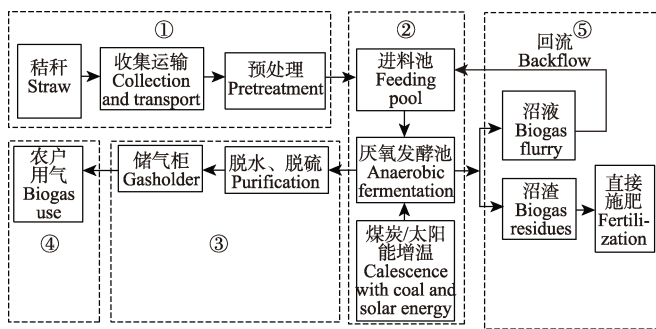 ①
秸秆
Straw
收集运输
Collection
and transport
预处理
Pretreatment
②
进料池
Feeding
pool
厌氧发酵池
Anaerobic
fermentation
煤炭/太阳
能增温
Calescence
with coal and
solar energy
③
脱水、脱硫
Purification
储气柜
Gasholder
④
农户
用气
Biogas
use
⑤
回流
Backflow
沼液
Biogas
flurry
沼渣
Biogas
residues
直接
施肥
Fertili-
zation